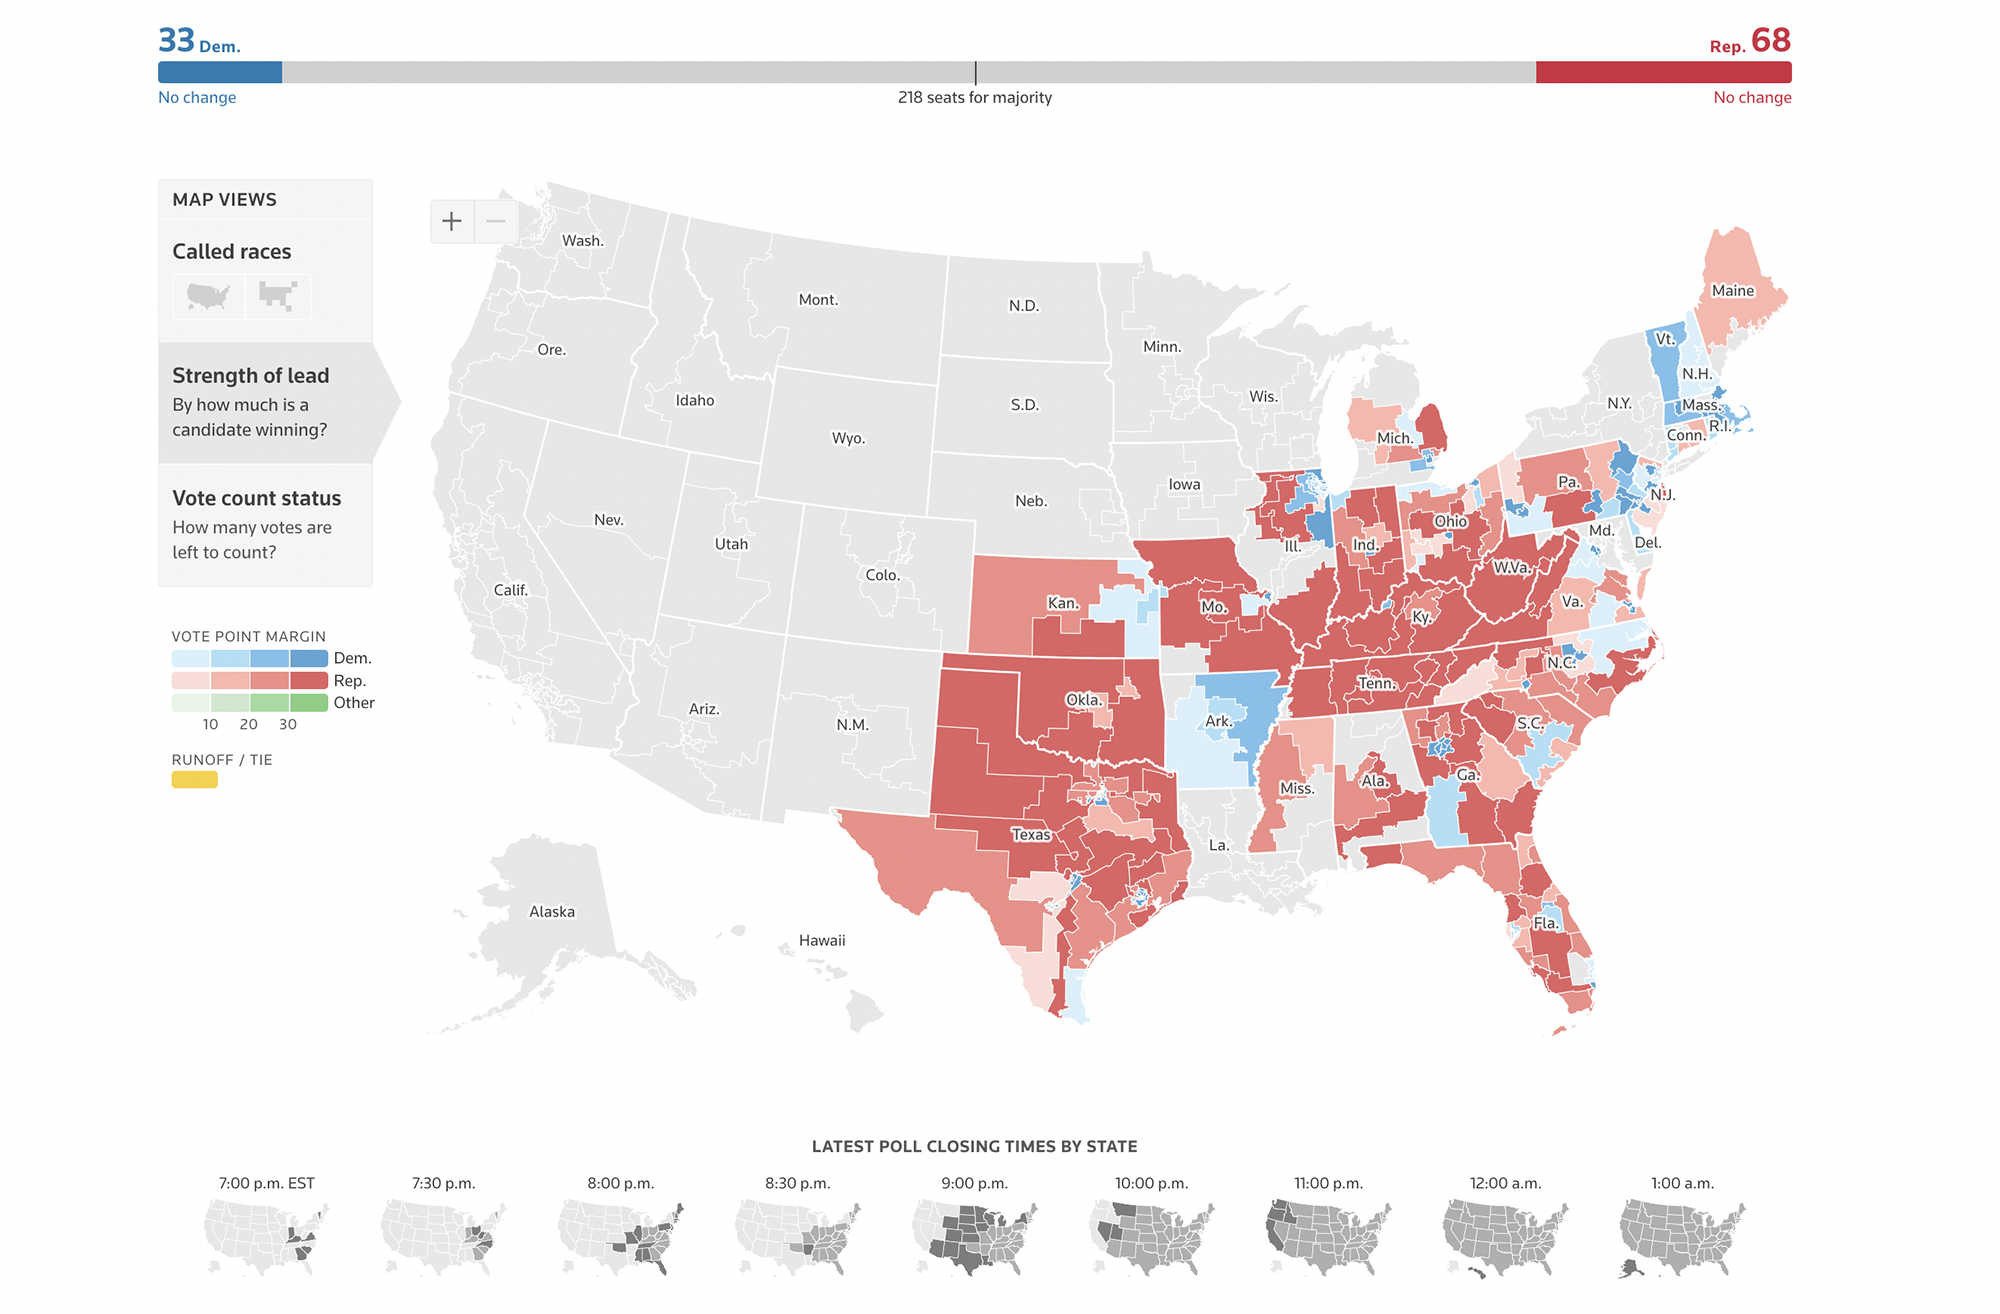 33 Dem.
Rep. 68
No change
218 seats for majority
No change
MAP VIEWS
Called races
Strength of lead
By how much is a
candidate winning?
Vote count status
How many votes are
left to count?
VOTE POINT MARGIN
Dem.
Rep.
Other
10 20 30
RUNOFF / TIE
+
−
Wash.
Mont.
N.D.
Minn.
Maine
Vt.
Ore.
Idaho
S.D.
Wis.
N.H.
N.Y.
Mass.
Wyo.
Mich.
Conn.
R.I.
Nev.
Neb.
Iowa
Pa.
N.J.
Utah
Colo.
Ill.
Ind.
Ohio
Md.
Del.
Calif.
Kan.
Mo.
Ky.
W.Va.
Va.
Ariz.
N.M.
Okla.
Ark.
Tenn.
N.C.
S.C.
Texas
La.
Miss.
Ala.
Ga.
Alaska
Hawaii
Fla.
LATEST POLL CLOSING TIMES BY STATE
7:00 p.m. EST
7:30 p.m.
8:00 p.m.
8:30 p.m.
9:00 p.m.
10:00 p.m.
11:00 p.m.
12:00 a.m.
1:00 a.m.